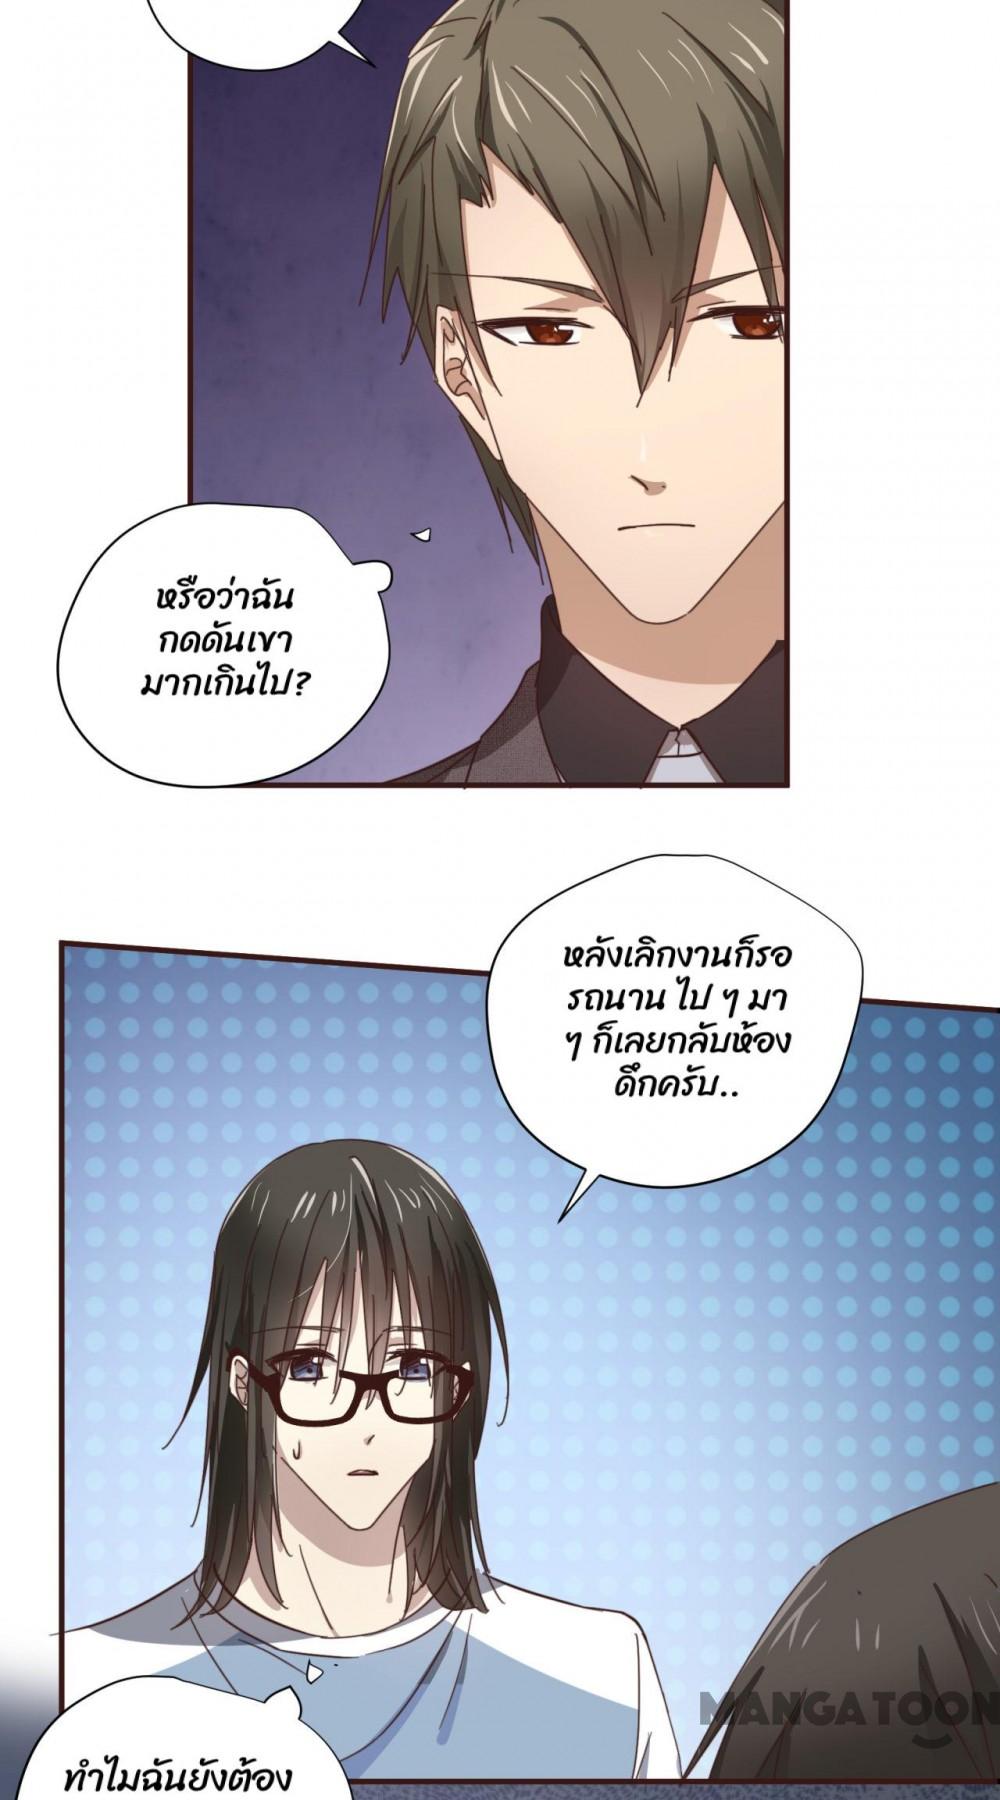 หรือว่าฉัน
กดดันเขา
มากเกินไป?
หลังเลิกงานก็รอ
รถนาน ไป ๆ มา
ๆ ก็เลยกลับห้อง
ดึกครับ..
MANGATOON
ทำไมฉันยังต้อง